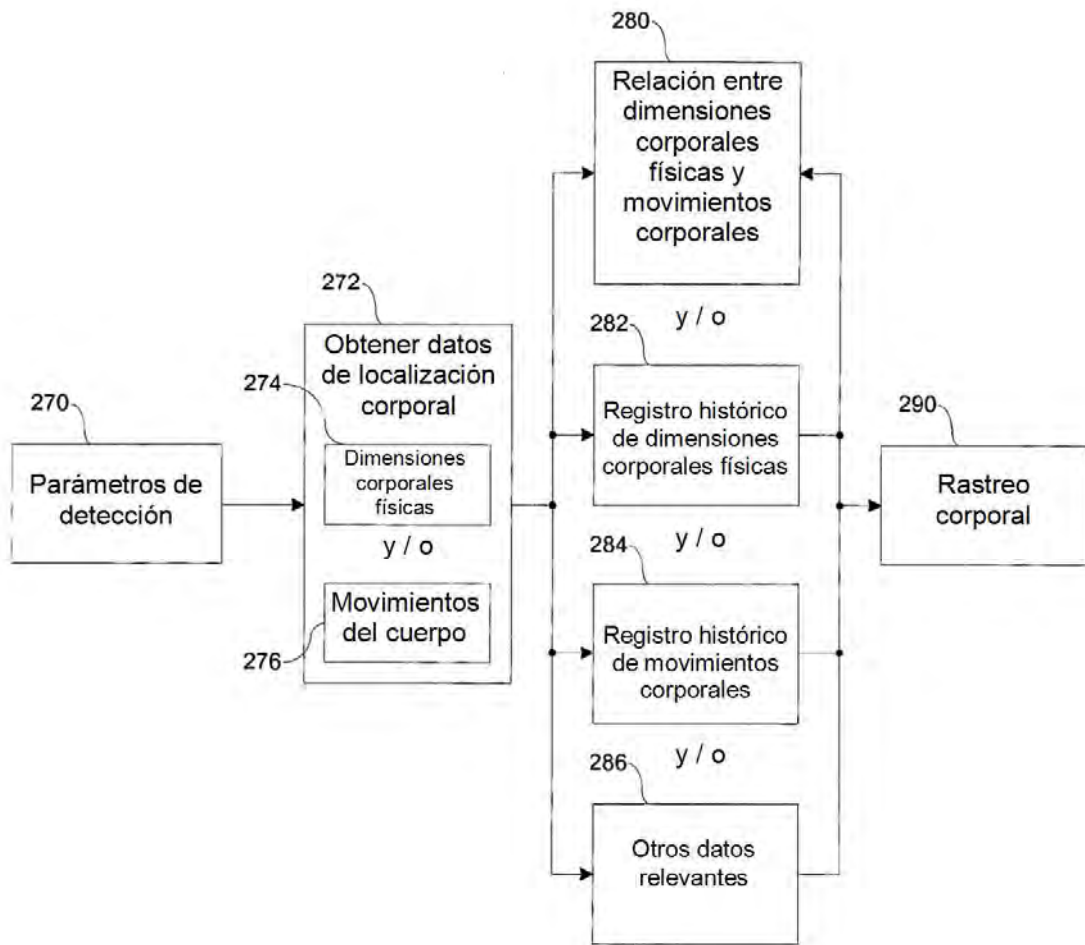 270
Parámetros de
detección
272
Obtener datos
de localización
corporal
274
Dimensiones
corporales
físicas
y / o
276
Movimientos
del cuerpo
280
Relación entre
dimensiones
corporales
físicas y
movimientos
corporales
y / o
282
Registro histórico
de dimensiones
corporales físicas
y / o
284
Registro histórico
de movimientos
corporales
y / o
286
Otros datos
relevantes
290
Rastreo
corporal